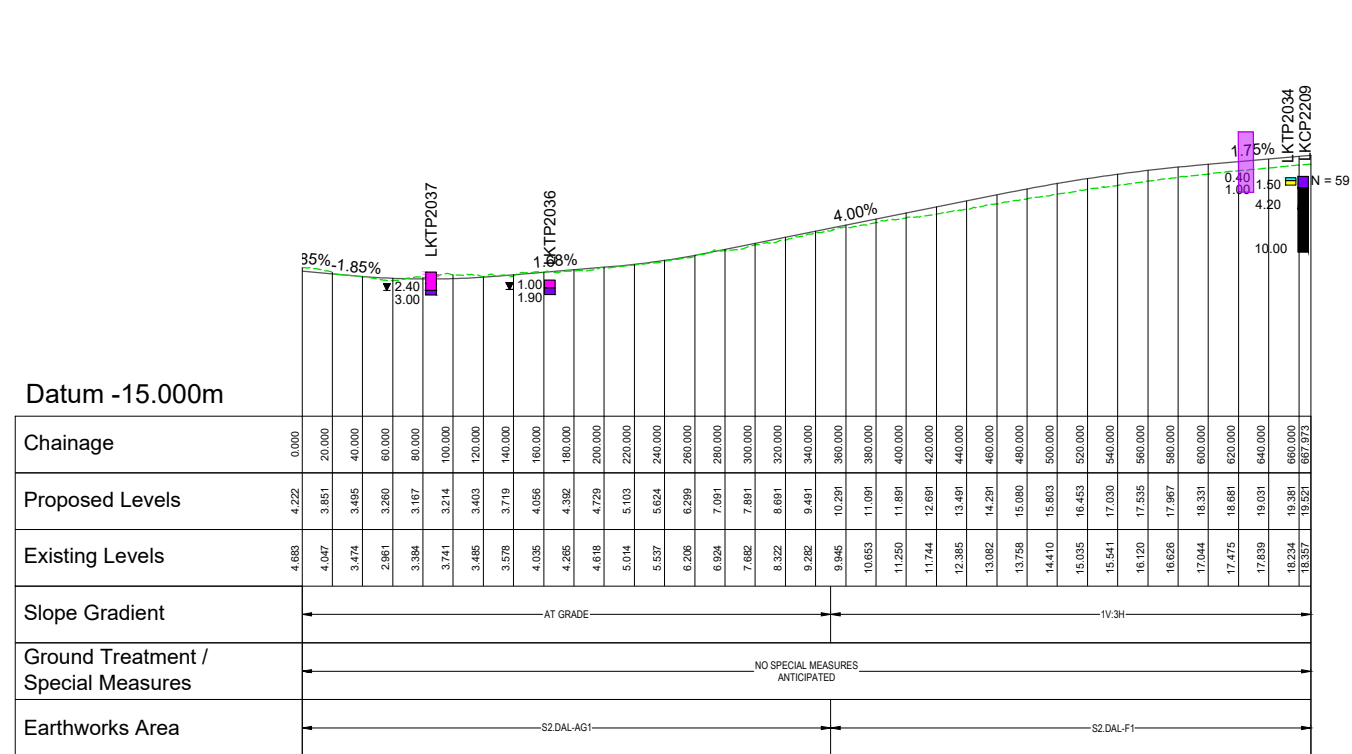 LKTP2034
LKCP2209
1.75%
N = 59
0.40
1.00
1.50
4.20
10.00
LKTP2037
LKTP2036
4.00%
-1.85%
1.68%
85%
2.40
3.00
1.00
1.90
Datum -15.000m
Chainage 0.000 20.000 40.000 60.000 80.000 100.000 120.000 140.000 160.000 180.000 200.000 220.000 240.000 260.000 280.000 300.000 320.000 340.000 360.000 380.000 400.000 420.000 440.000 460.000 480.000 500.000 520.000 540.000 560.000 580.000 600.000 620.000 640.000 660.000 667.973
Proposed Levels 4.222 3.851 3.495 3.260 3.167 3.214 3.403 3.719 4.056 4.392 4.729 5.103 5.624 6.299 7.091 7.891 8.691 9.491 10.291 11.091 11.891 12.691 13.491 14.291 15.080 15.803 16.453 17.030 17.535 17.967 18.331 18.681 19.031 19.381 19.521
Existing Levels 4.683 4.047 3.474 2.961 3.384 3.741 3.485 3.578 4.035 4.265 4.618 5.014 5.537 6.206 6.924 7.682 8.322 9.282 9.945 10.653 11.250 11.744 12.385 13.082 13.758 14.410 15.035 15.541 16.120 16.626 17.044 17.475 17.839 18.234 18.357
Slope Gradient AT GRADE 1V:3H
Ground Treatment /
Special Measures
NO SPECIAL MEASURES
ANTICIPATED
Earthworks Area S2.DAL-AG1 S2.DAL-F1